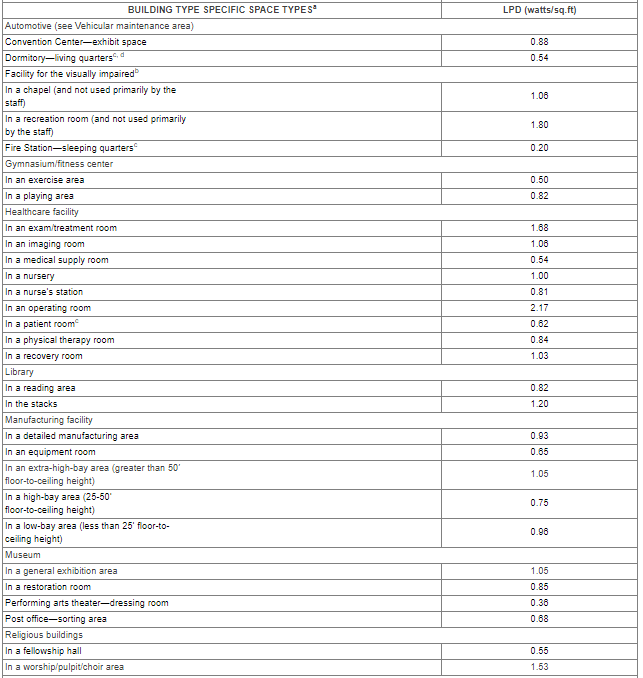 BUILDING TYPE SPECIFIC SPACE TYPESᵃ LPD (watts/sq.ft)
Automotive (see Vehicular maintenance area)
Convention Center—exhibit space 0.88
Dormitory—living quartersᶜ, ᵈ 0.54
Facility for the visually impairedᵇ
In a chapel (and not used primarily by the
staff) 1.06
In a recreation room (and not used primarily
by the staff) 1.80
Fire Station—sleeping quartersᶜ 0.20
Gymnasium/fitness center
In an exercise area 0.50
In a playing area 0.82
Healthcare facility
In an exam/treatment room 1.68
In an imaging room 1.06
In a medical supply room 0.54
In a nursery 1.00
In a nurse's station 0.81
In an operating room 2.17
In a patient roomᶜ 0.62
In a physical therapy room 0.84
In a recovery room 1.03
Library
In a reading area 0.82
In the stacks 1.20
Manufacturing facility
In a detailed manufacturing area 0.93
In an equipment room 0.65
In an extra-high-bay area (greater than 50'
floor-to-ceiling height) 1.05
In a high-bay area (25-50'
floor-to-ceiling height) 0.75
In a low-bay area (less than 25' floor-to-
ceiling height) 0.96
Museum
In a general exhibition area 1.05
In a restoration room 0.85
Performing arts theater—dressing room 0.36
Post office—sorting area 0.68
Religious buildings
In a fellowship hall 0.55
In a worship/pulpit/choir area 1.53